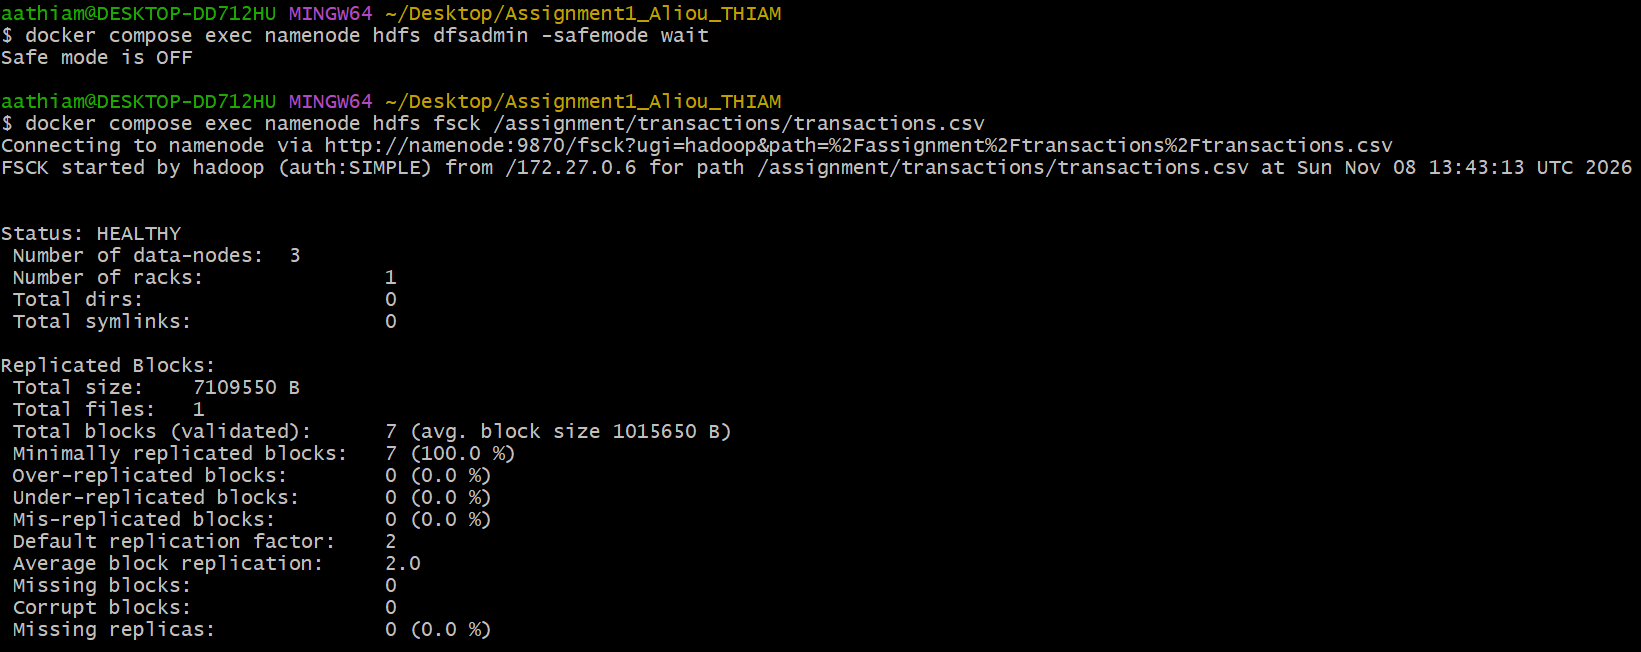 aathiam@DESKTOP-DD712HU MINGW64 ~/Desktop/Assignment1_Aliou_THIAM
$ docker compose exec namenode hdfs dfsadmin -safemode wait
Safe mode is OFF
aathiam@DESKTOP-DD712HU MINGW64 ~/Desktop/Assignment1_Aliou_THIAM
$ docker compose exec namenode hdfs fsck /assignment/transactions/transactions.csv
Connecting to namenode via http://namenode:9870/fsck?ugi=hadoop&path=%2Fassignment%2Ftransactions%2Ftransactions.csv
FSCK started by hadoop (auth:SIMPLE) from /172.27.0.6 for path /assignment/transactions/transactions.csv at Sun Nov 08 13:43:13 UTC 2026
Status: HEALTHY
Number of data-nodes: 3
Number of racks: 1
Total dirs: 0
Total symlinks: 0
Replicated Blocks:
Total size: 7109550 B
Total files: 1
Total blocks (validated): 7 (avg. block size 1015650 B)
Minimally replicated blocks: 7 (100.0 %)
Over-replicated blocks: 0 (0.0 %)
Under-replicated blocks: 0 (0.0 %)
Mis-replicated blocks: 0 (0.0 %)
Default replication factor: 2
Average block replication: 2.0
Missing blocks: 0
Corrupt blocks: 0
Missing replicas: 0 (0.0 %)